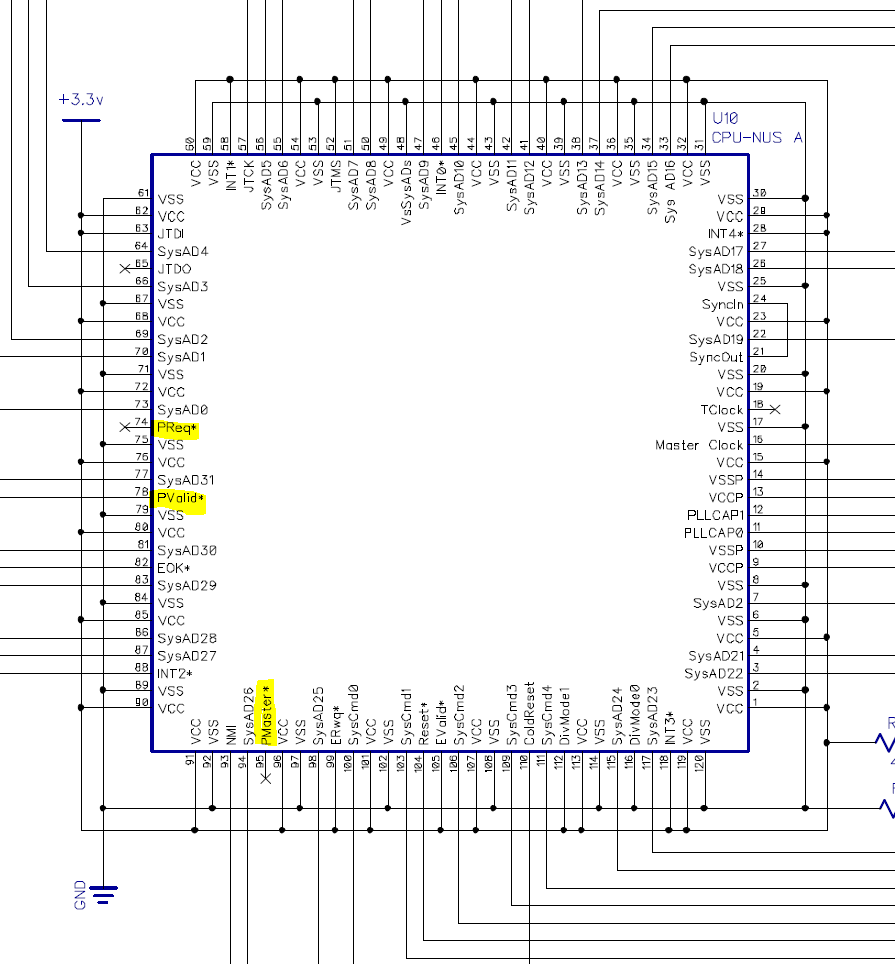 +3.3v
U10
CPU-NUS A
60 59 58 57 56 55 54 53 52 51 50 49 48 47 46 45 44 43 42 41 40 39 38 37 36 35 34 33 32 31
VCC
VSS
INT1*
JTCK
SysAD5
SysAD6
VCC
VSS
JTMS
SysAD7
SysAD8
VCC
VsSysADs
SysAD9
INT0*
SysAD10
VCC
VSS
SysAD11
SysAD12
VCC
VSS
SysAD13
SysAD14
VCC
VSS
SysAD15
Sys AD16
VCC
VSS
61 VSS
62 VCC
63 JTDI
64 SysAD4
65 JTDO
66 SysAD3
67 VSS
68 VCC
69 SysAD2
70 SysAD1
71 VSS
72 VCC
73 SysAD0
74 PReq*
75 VSS
76 VCC
77 SysAD31
78 PValid*
79 VSS
80 VCC
81 SysAD30
82 EOK*
83 SysAD29
84 VSS
85 VCC
86 SysAD28
87 SysAD27
88 INT2*
89 VSS
90 VCC
VSS 30
VCC 29
INT4* 28
SysAD17 27
SysAD18 26
VSS 25
SyncIn 24
VCC 23
SysAD19 22
SyncOut 21
VSS 20
VCC 19
TClock 18
VSS 17
Master Clock 16
VCC 15
VSSP 14
VCCP 13
PLLCAP1 12
PLLCAP0 11
VSSP 10
VCCP 9
VSS 8
SysAD2 7
VSS 6
VCC 5
SysAD21 4
SysAD22 3
VSS 2
VCC 1
VCC
VSS
NMI
SysAD26
PMaster*
VCC
VSS
SysAD25
ERwq*
SysCmd0
VCC
VSS
SysCmd1
Reset*
EValid*
SysCmd2
VCC
VSS
SysCmd3
ColdReset
SysCmd4
DivMode1
VCC
VSS
SysAD24
DivMode0
SysAD23
INT3*
VCC
VSS
91 92 93 94 95 96 97 98 99 100 101 102 103 104 105 106 107 108 109 110 111 112 113 114 115 116 117 118 119 120
R
GND